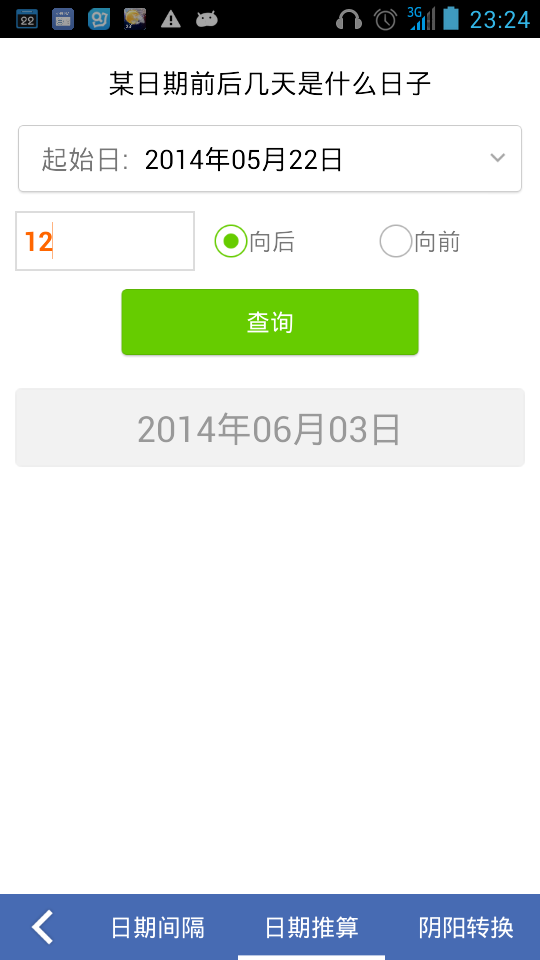 22
3G
23:24
某日期前后几天是什么日子
起始日: 2014年05月22日
12 向后 向前
查询
2014年06月03日
日期间隔 日期推算 阴阳转换